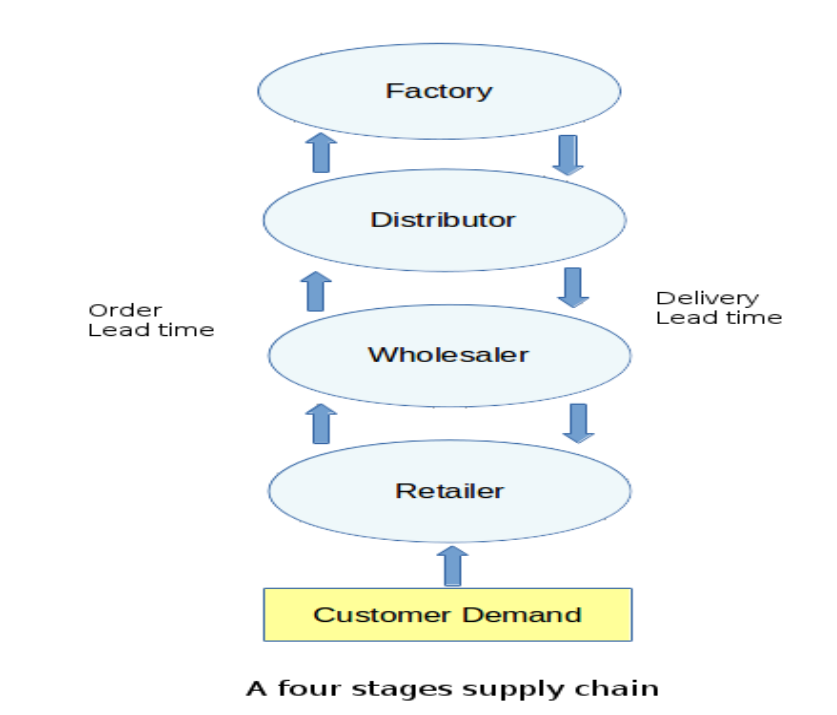 Factory
Distributor
Order
Lead time
Delivery
Lead time
Wholesaler
Retailer
Customer Demand
A four stages supply chain